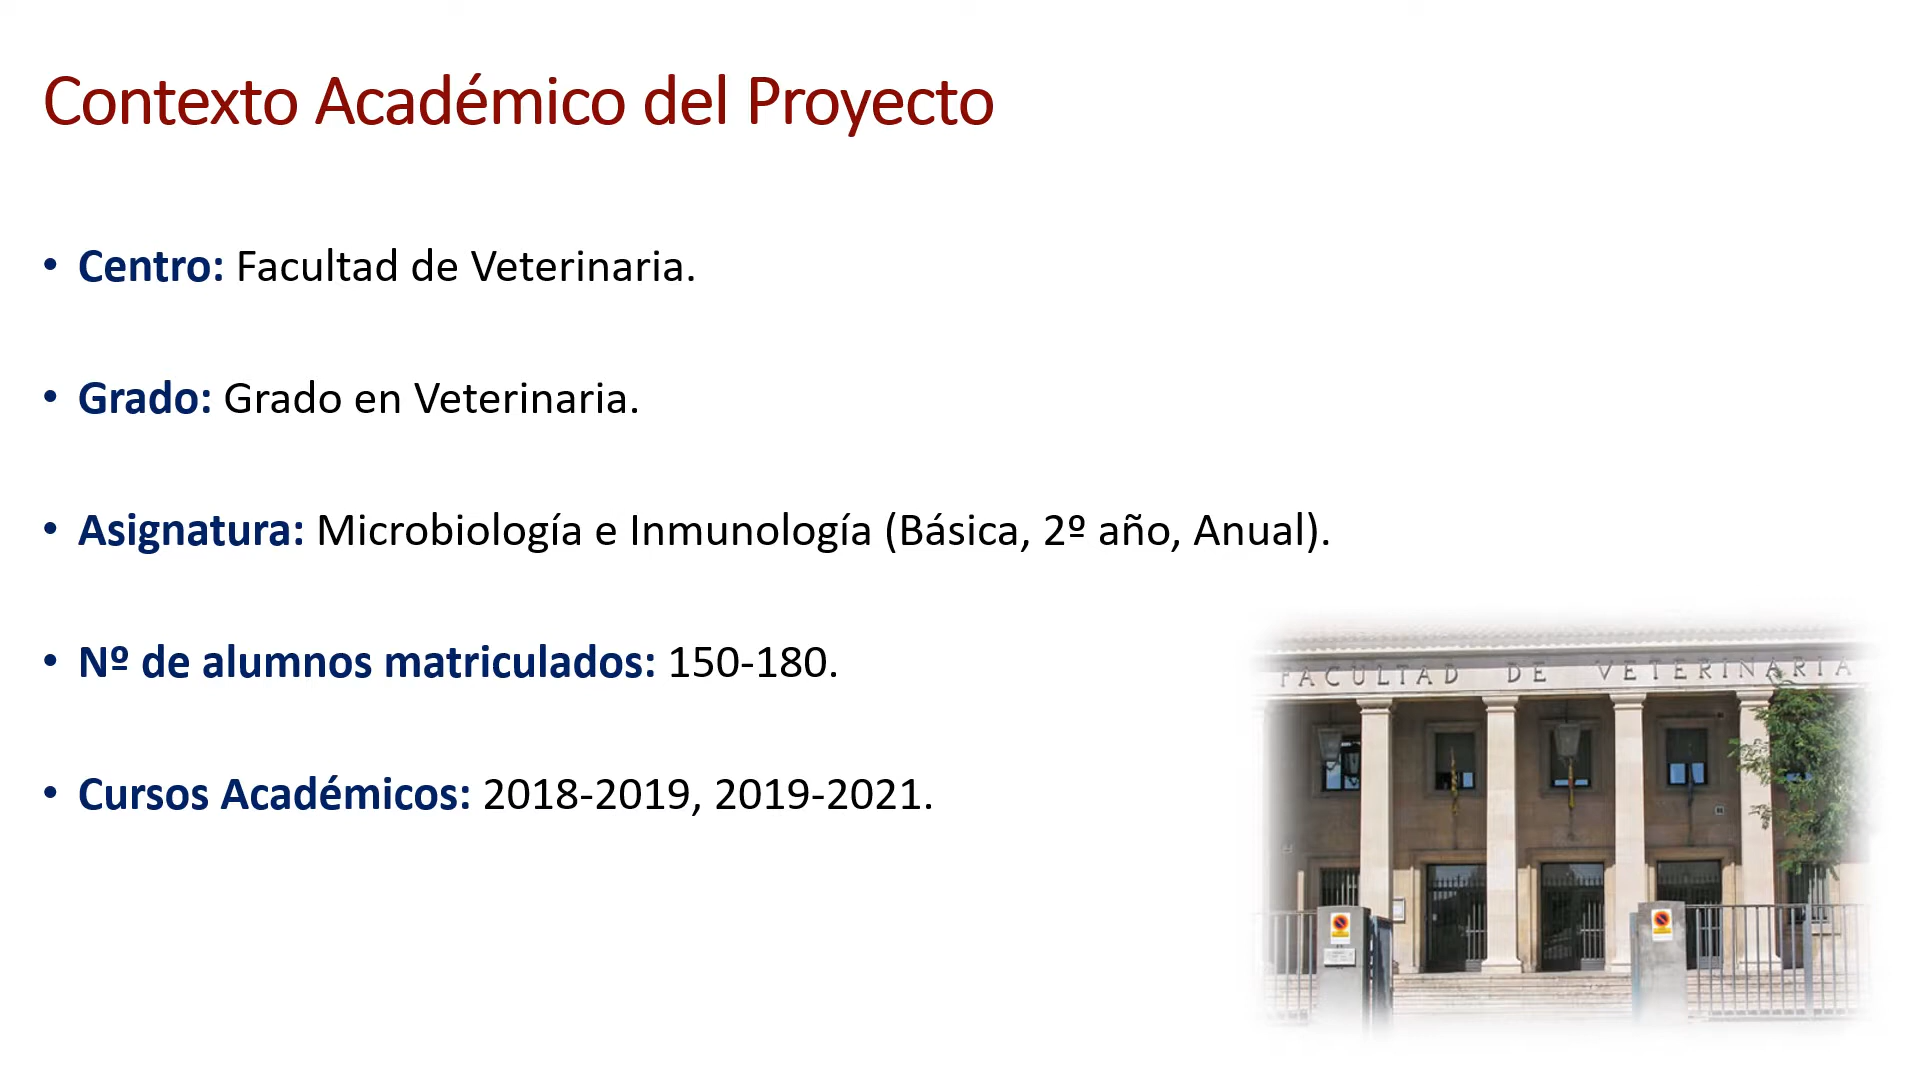 Contexto Académico del Proyecto
• Centro: Facultad de Veterinaria.
• Grado: Grado en Veterinaria.
• Asignatura: Microbiología e Inmunología (Básica, 2º año, Anual).
• Nº de alumnos matriculados: 150-180.
• Cursos Académicos: 2018-2019, 2019-2021.
FACULTAD DE VETERINARIA